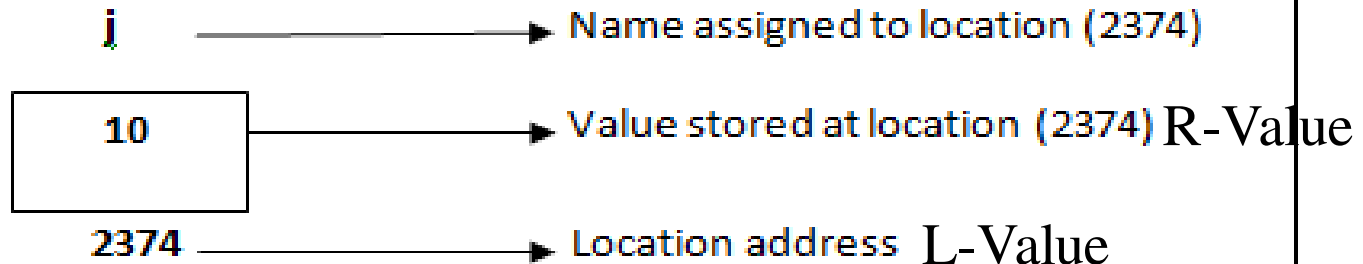 j Name assigned to location (2374)
10 Value stored at location (2374) R-Value
2374 Location address L-Value